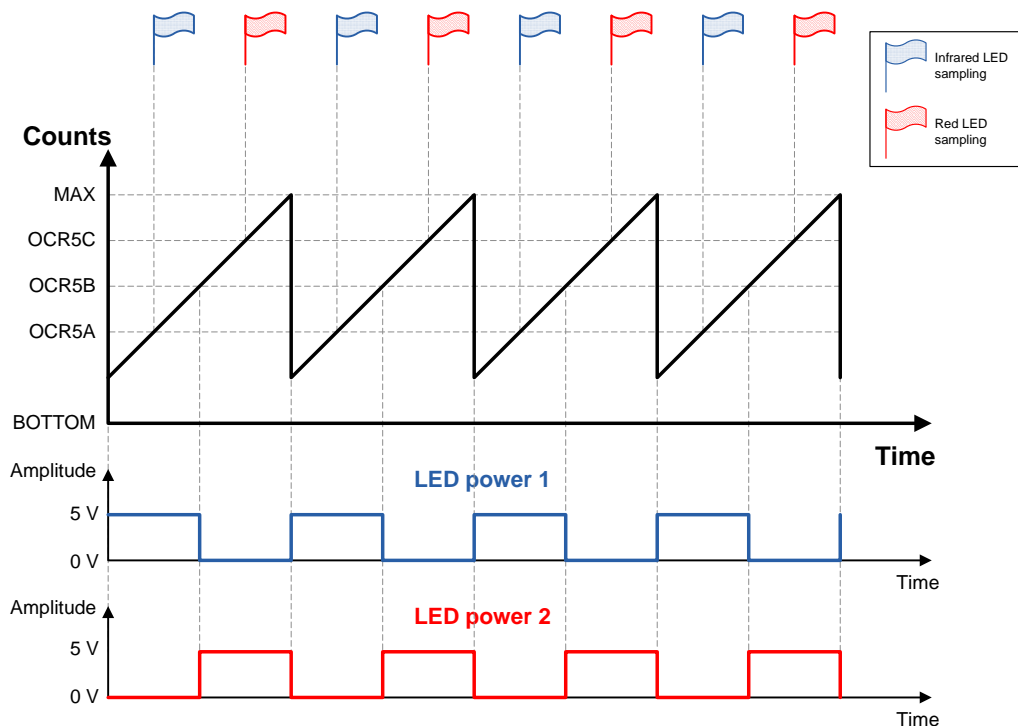 Infrared LED
sampling
Red LED
sampling
Counts
MAX
OCR5C
OCR5B
OCR5A
BOTTOM
Time
Amplitude
LED power 1
5 V
0 V
Time
Amplitude
LED power 2
5 V
0 V
Time